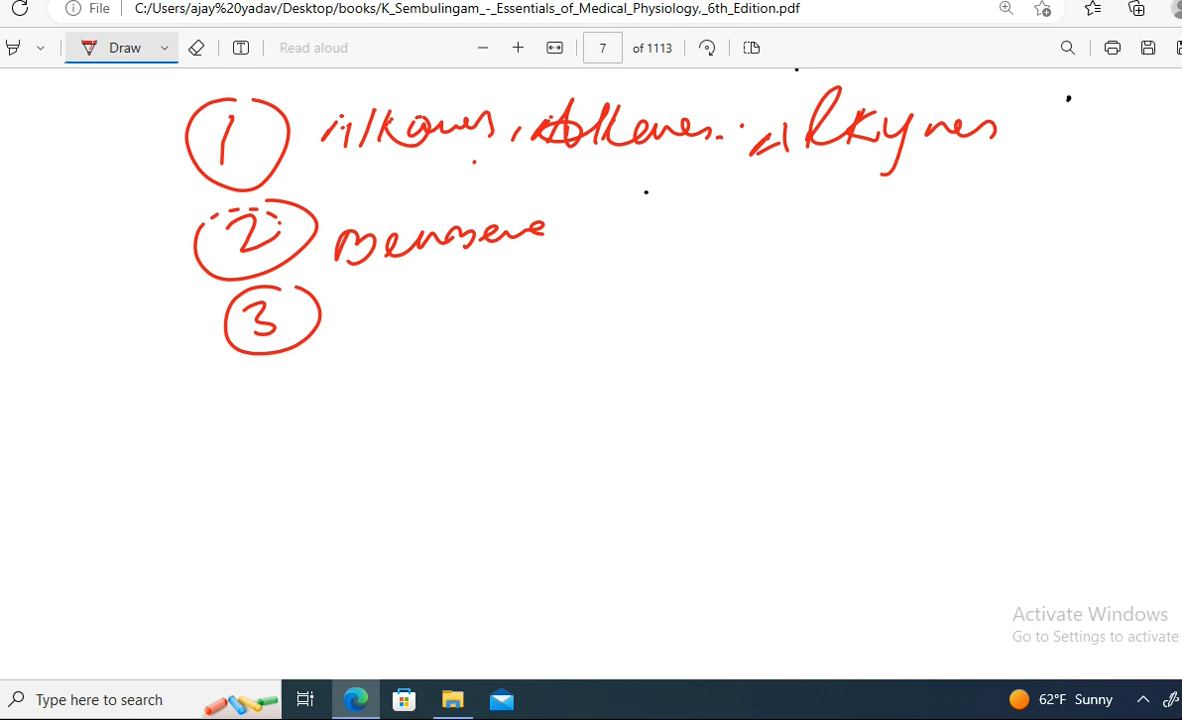 File C:/Users/ajay%20yadav/Desktop/books/K_Sembulingam_-_Essentials_of_Medical_Physiology,_6th_Edition.pdf
Draw Read aloud 7 of 1113
1 Alkanes, Alkenes. Alkynes
2 Benzene
3
Activate Windows
Go to Settings to activate
Type here to search 62°F Sunny